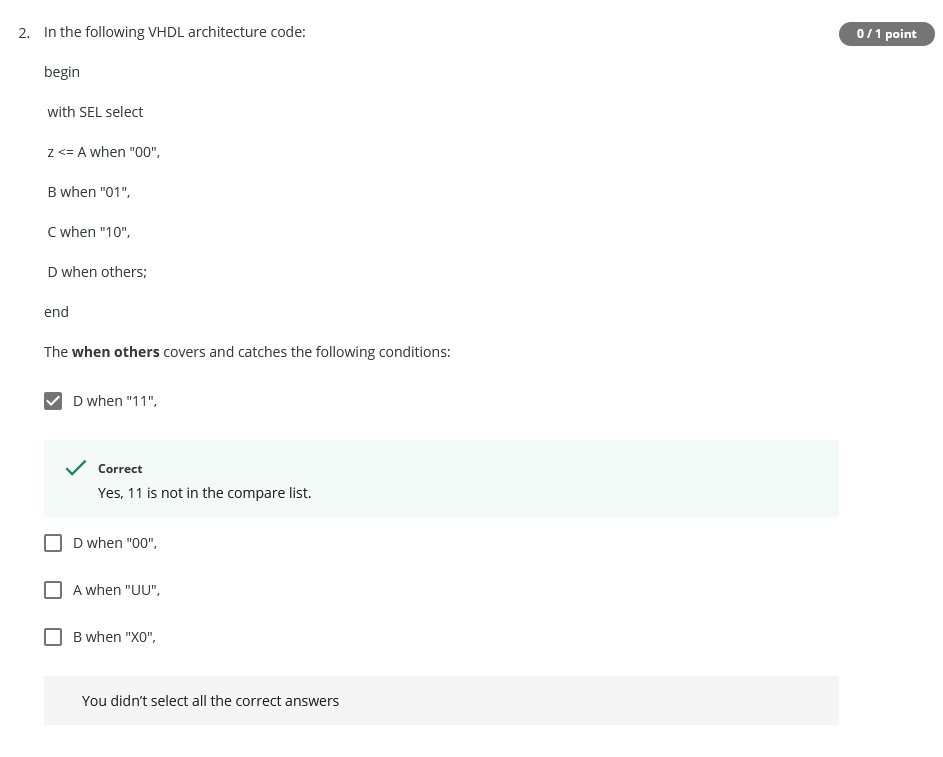 2. In the following VHDL architecture code:
0 / 1 point
begin
with SEL select
z <= A when "00",
B when "01",
C when "10",
D when others;
end
The when others covers and catches the following conditions:
D when "11",
Correct
Yes, 11 is not in the compare list.
D when "00",
A when "UU",
B when "X0",
You didn’t select all the correct answers